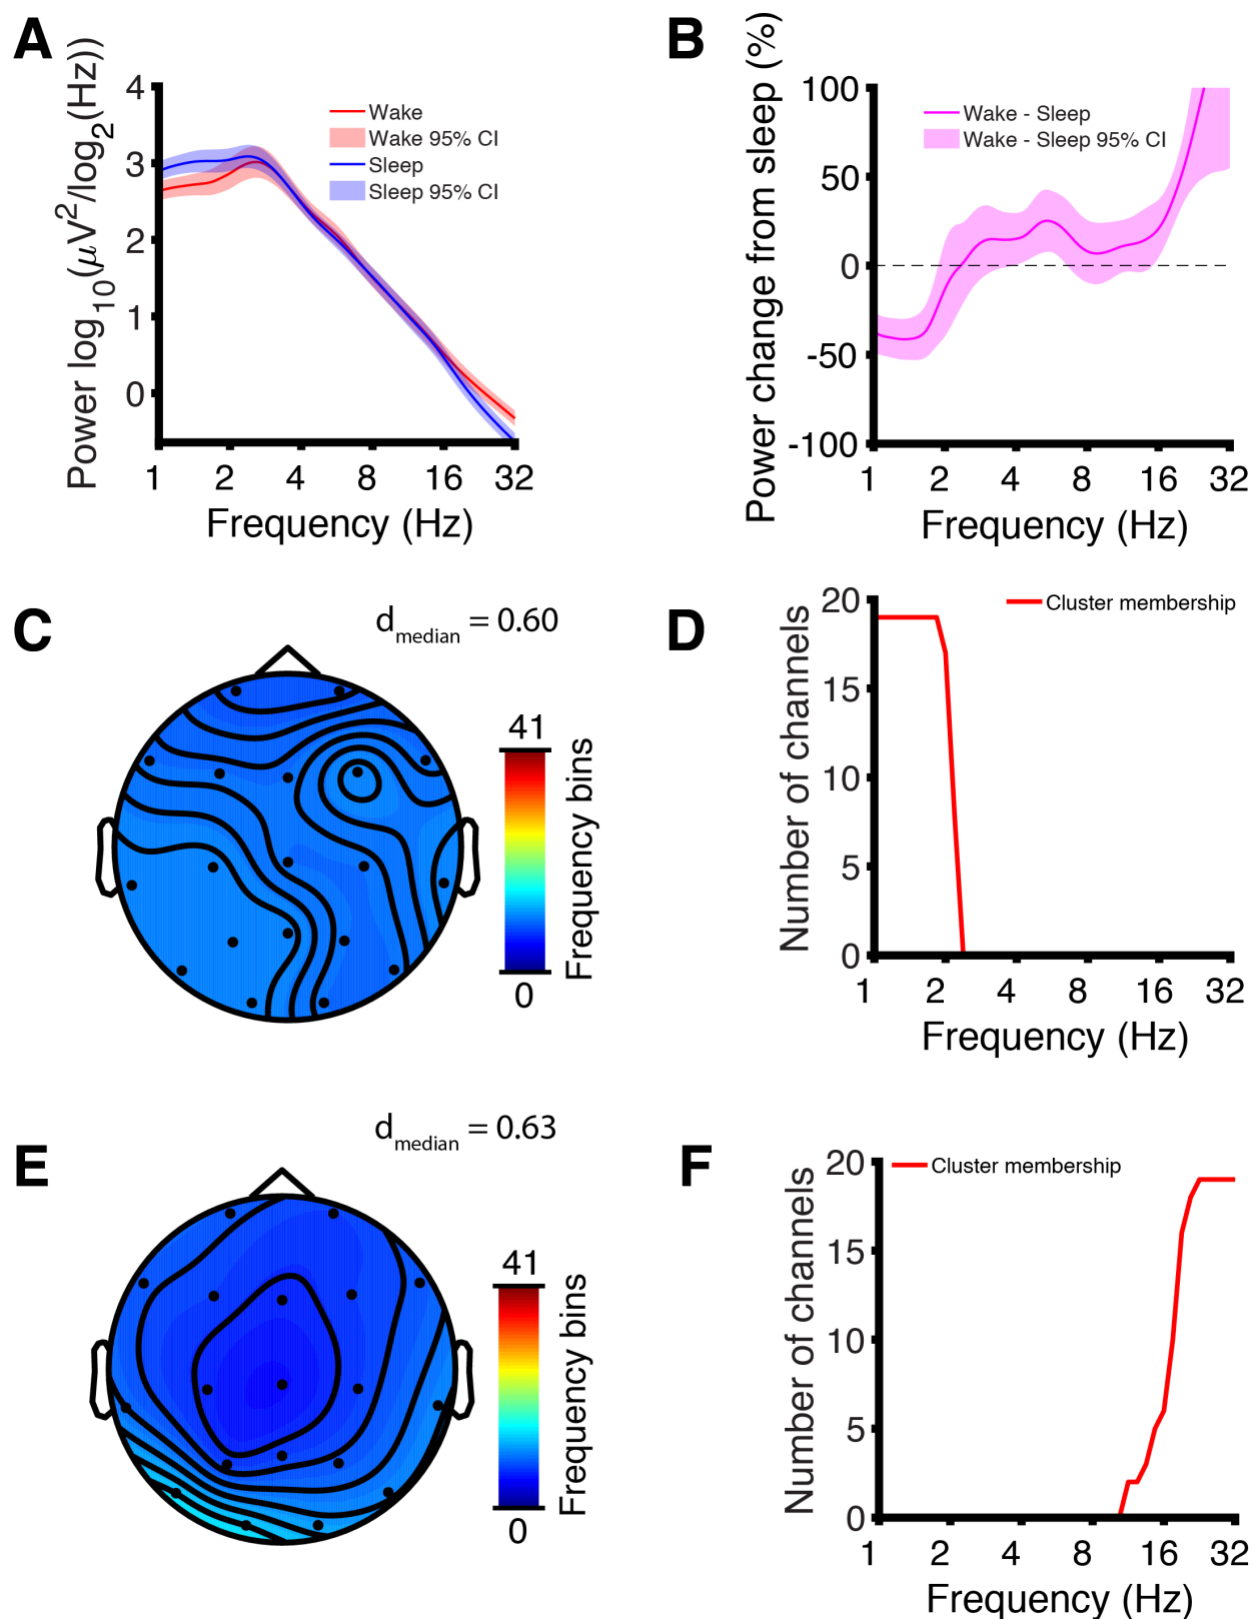 A
Power log10(μV2/log2(Hz))
4
3
2
1
0
Wake
Wake 95% CI
Sleep
Sleep 95% CI
1 2 4 8 16 32
Frequency (Hz)
B
Power change from sleep (%)
100
50
0
-50
-100
Wake - Sleep
Wake - Sleep 95% CI
1 2 4 8 16 32
Frequency (Hz)
C
dmedian = 0.60
41
Frequency bins
0
D
Number of channels
20
15
10
5
0
Cluster membership
1 2 4 8 16 32
Frequency (Hz)
E
dmedian = 0.63
41
Frequency bins
0
F
Number of channels
20
15
10
5
0
Cluster membership
1 2 4 8 16 32
Frequency (Hz)